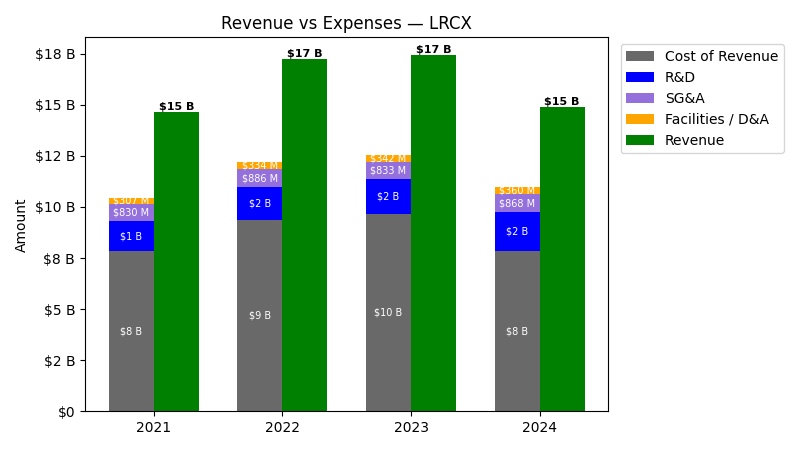 Revenue vs Expenses — LRCX
Amount
$18 B
$15 B
$12 B
$10 B
$8 B
$5 B
$2 B
$0
$15 B
$307 M
$830 M
$1 B
$8 B
2021
$17 B
$334 M
$886 M
$2 B
$9 B
2022
$17 B
$342 M
$833 M
$2 B
$10 B
2023
$15 B
$360 M
$868 M
$2 B
$8 B
2024
Cost of Revenue
R&D
SG&A
Facilities / D&A
Revenue